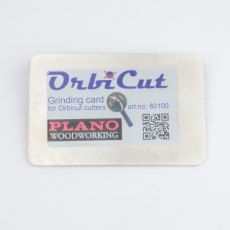 OrbiCut
Grinding card
for Orbicut cutters art.no: 60100
PLANO
WOODWORKING